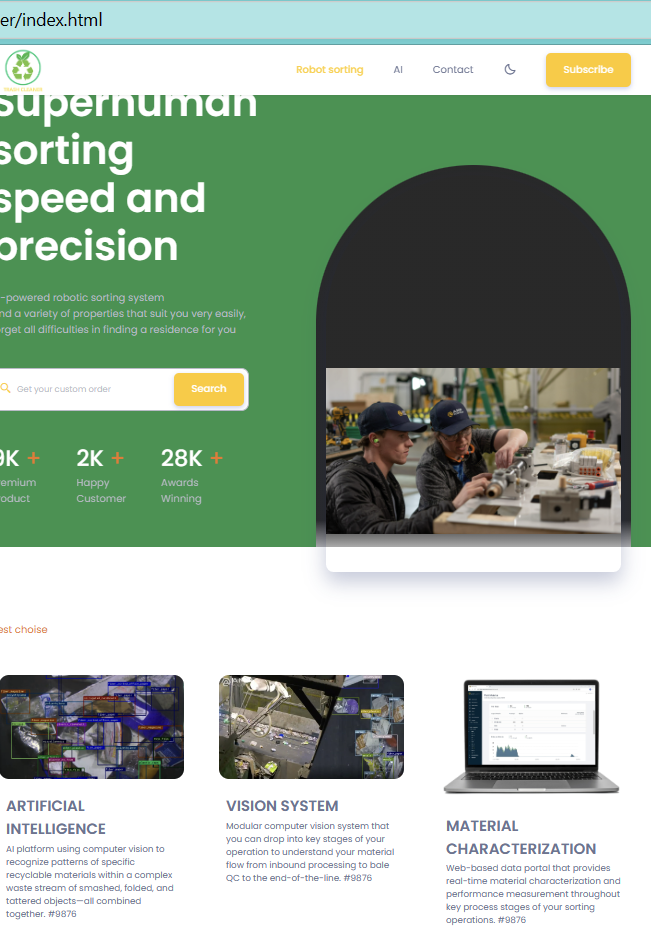 er/index.html
Robot sorting
AI
Contact
Subscribe
Superhuman
sorting
speed and
precision
-powered robotic sorting system
nd a variety of properties that suit you very easily,
orget all difficulties in finding a residence for you
Get your custom order
Search
9K +
2K +
28K +
remium
roduct
Happy
Customer
Awards
Winning
est choise
ARTIFICIAL
INTELLIGENCE
AI platform using computer vision to
recognize patterns of specific
recyclable materials within a complex
waste stream of smashed, folded, and
tattered objects—all combined
together. #9876
VISION SYSTEM
Modular computer vision system that
you can drop into key stages of your
operation to understand your material
flow from inbound processing to bale
QC to the end-of-the-line. #9876
MATERIAL
CHARACTERIZATION
Web-based data portal that provides
real-time material characterization and
performance measurement throughout
key process stages of your sorting
operations. #9876